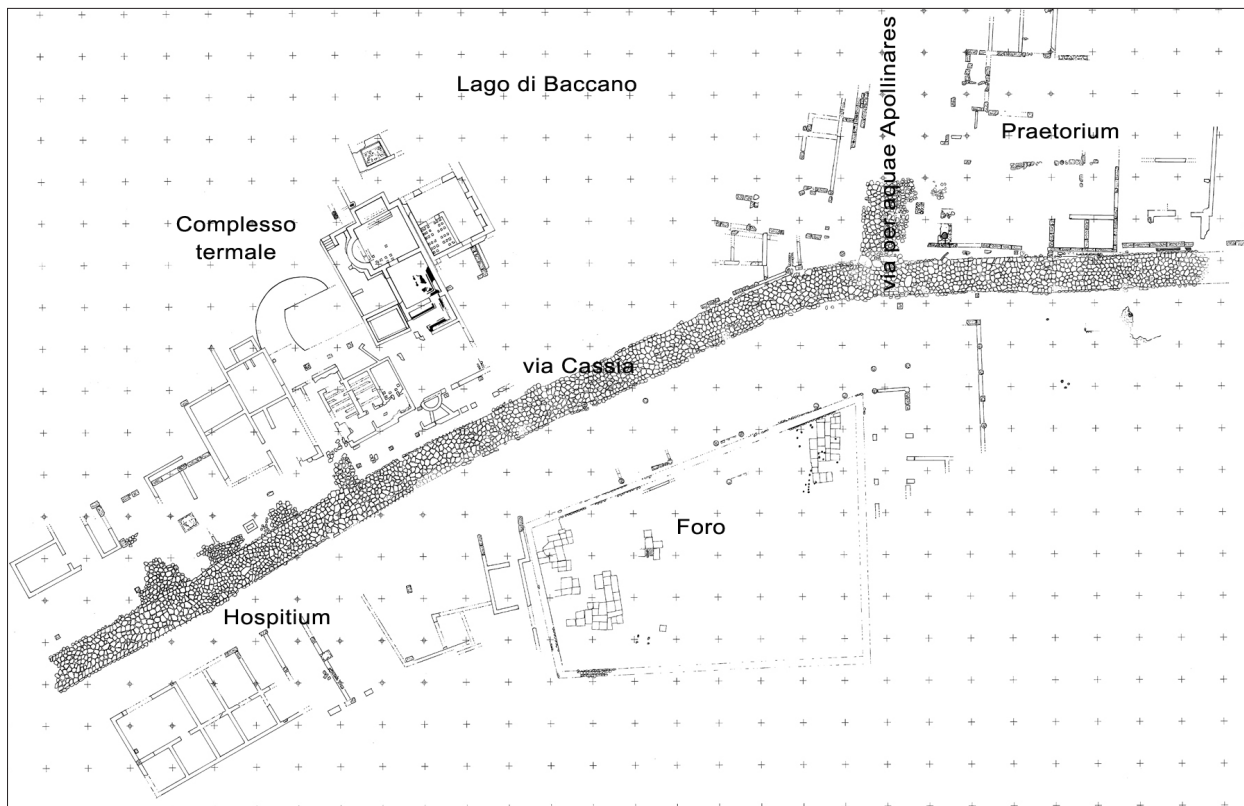 Lago di Baccano
via per aquae Apollinares
Praetorium
Complesso
termale
via Cassia
Foro
Hospitium